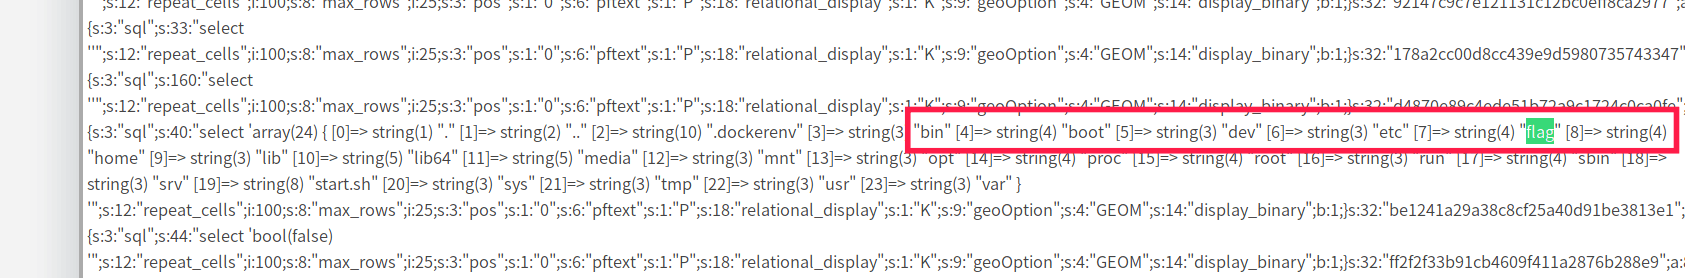 '";s:12:"repeat_cells";i:100;s:8:"max_rows";i:25;s:3:"pos";s:1:"0";s:6:"pftext";s:1:"P";s:18:"relational_display";s:1:"K";s:9:"geoOption";s:4:"GEOM";s:14:"display_binary";b:1;}s:32:"92147c9c7e121131c12bc0eff8ca2977";a
{s:3:"sql";s:33:"select
''";s:12:"repeat_cells";i:100;s:8:"max_rows";i:25;s:3:"pos";s:1:"0";s:6:"pftext";s:1:"P";s:18:"relational_display";s:1:"K";s:9:"geoOption";s:4:"GEOM";s:14:"display_binary";b:1;}s:32:"178a2cc00d8cc439e9d5980735743347"
{s:3:"sql";s:160:"select
''";s:12:"repeat_cells";i:100;s:8:"max_rows";i:25;s:3:"pos";s:1:"0";s:6:"pftext";s:1:"P";s:18:"relational_display";s:1:"K";s:9:"geoOption";s:4:"GEOM";s:14:"display_binary";b:1;}s:32:"d4870e89c4ede51b72a9c1724c0ca0fe";
{s:3:"sql";s:40:"select 'array(24) { [0]=> string(1) "." [1]=> string(2) ".." [2]=> string(10) ".dockerenv" [3]=> string(3 "bin" [4]=> string(4) "boot" [5]=> string(3) "dev" [6]=> string(3) "etc" [7]=> string(4) "flag" [8]=> string(4)
"home" [9]=> string(3) "lib" [10]=> string(5) "lib64" [11]=> string(5) "media" [12]=> string(3) "mnt" [13]=> string(3) "opt" [14]=> string(4) "proc" [15]=> string(4) "root" [16]=> string(3) "run" [17]=> string(4) "sbin" [18]=>
string(3) "srv" [19]=> string(8) "start.sh" [20]=> string(3) "sys" [21]=> string(3) "tmp" [22]=> string(3) "usr" [23]=> string(3) "var" }
'";s:12:"repeat_cells";i:100;s:8:"max_rows";i:25;s:3:"pos";s:1:"0";s:6:"pftext";s:1:"P";s:18:"relational_display";s:1:"K";s:9:"geoOption";s:4:"GEOM";s:14:"display_binary";b:1;}s:32:"be1241a29a38c8cf25a40d91be3813e1";
{s:3:"sql";s:44:"select 'bool(false)
'";s:12:"repeat_cells";i:100;s:8:"max_rows";i:25;s:3:"pos";s:1:"0";s:6:"pftext";s:1:"P";s:18:"relational_display";s:1:"K";s:9:"geoOption";s:4:"GEOM";s:14:"display_binary";b:1;}s:32:"ff2f2f33b91cb4609f411a2876b288e9";a: